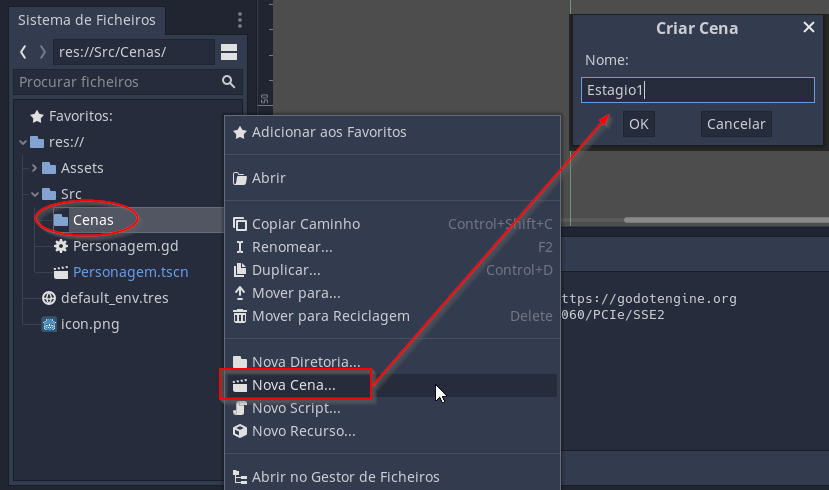 Sistema de Ficheiros
res://Src/Cenas/
Procurar ficheiros
Favoritos:
res://
Assets
Src
Cenas
Personagem.gd
Personagem.tscn
default_env.tres
icon.png
50
Adicionar aos Favoritos
Abrir
Copiar Caminho Control+Shift+C
Renomear... F2
Duplicar... Control+D
Mover para...
Mover para Reciclagem Delete
Nova Diretoria...
Nova Cena...
Novo Script...
Novo Recurso...
Abrir no Gestor de Ficheiros
Criar Cena
Nome:
Estagio1
OK Cancelar
ttps://godotengine.org
060/PCIe/SSE2